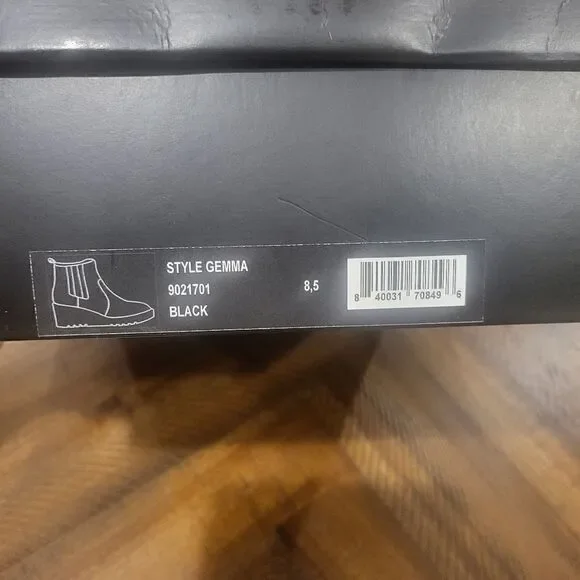 STYLE GEMMA
9021701
BLACK
8,5
8 40031 70849 6